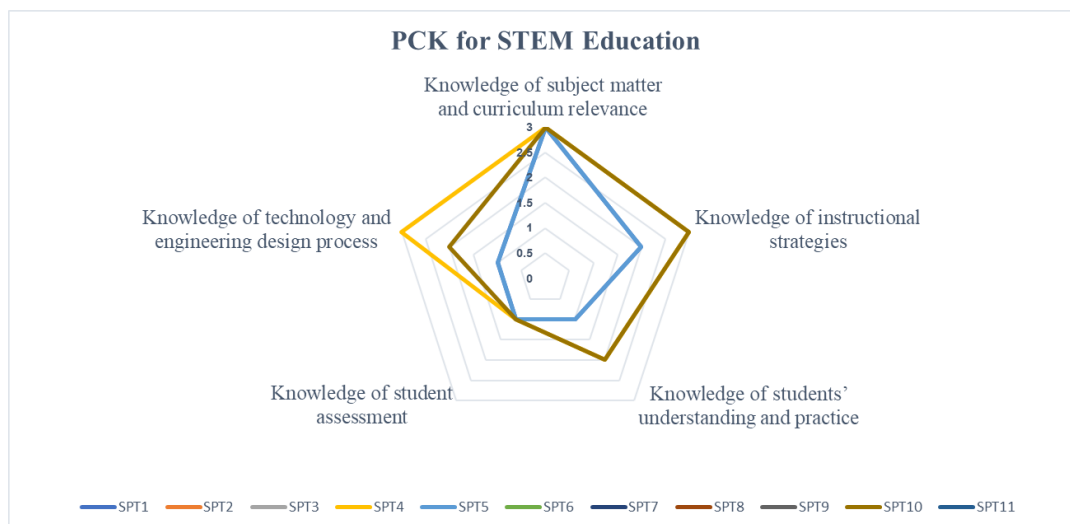 PCK for STEM Education
Knowledge of subject matter
and curriculum relevance
3
2.5
2
1.5
1
0.5
0
Knowledge of technology and
engineering design process
Knowledge of instructional
strategies
Knowledge of student
assessment
Knowledge of students’
understanding and practice
SPT1 SPT2 SPT3 SPT4 SPT5 SPT6 SPT7 SPT8 SPT9 SPT10 SPT11